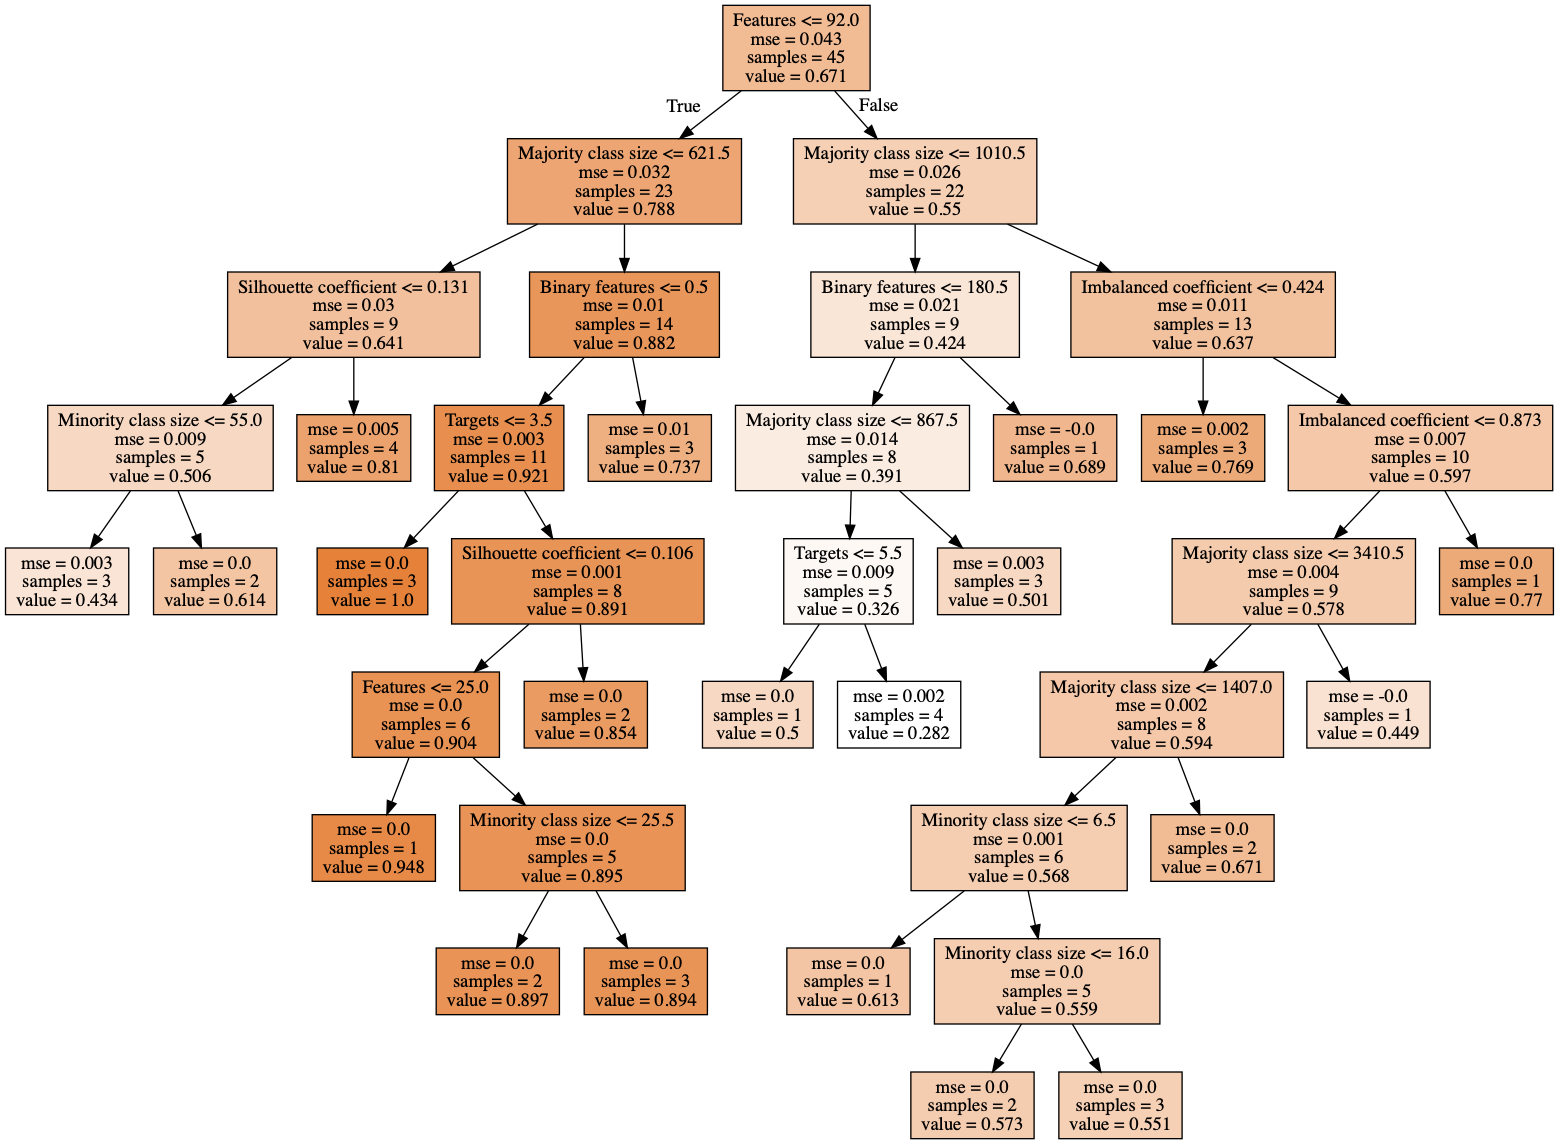 Features <= 92.0
mse = 0.043
samples = 45
value = 0.671
True
False
Majority class size <= 621.5
mse = 0.032
samples = 23
value = 0.788
Majority class size <= 1010.5
mse = 0.026
samples = 22
value = 0.55
Silhouette coefficient <= 0.131
mse = 0.03
samples = 9
value = 0.641
Binary features <= 0.5
mse = 0.01
samples = 14
value = 0.882
Binary features <= 180.5
mse = 0.021
samples = 9
value = 0.424
Imbalanced coefficient <= 0.424
mse = 0.011
samples = 13
value = 0.637
Minority class size <= 55.0
mse = 0.009
samples = 5
value = 0.506
mse = 0.005
samples = 4
value = 0.81
Targets <= 3.5
mse = 0.003
samples = 11
value = 0.921
mse = 0.01
samples = 3
value = 0.737
Majority class size <= 867.5
mse = 0.014
samples = 8
value = 0.391
mse = -0.0
samples = 1
value = 0.689
mse = 0.002
samples = 3
value = 0.769
Imbalanced coefficient <= 0.873
mse = 0.007
samples = 10
value = 0.597
mse = 0.003
samples = 3
value = 0.434
mse = 0.0
samples = 2
value = 0.614
mse = 0.0
samples = 3
value = 1.0
Silhouette coefficient <= 0.106
mse = 0.001
samples = 8
value = 0.891
Targets <= 5.5
mse = 0.009
samples = 5
value = 0.326
mse = 0.003
samples = 3
value = 0.501
Majority class size <= 3410.5
mse = 0.004
samples = 9
value = 0.578
mse = 0.0
samples = 1
value = 0.77
Features <= 25.0
mse = 0.0
samples = 6
value = 0.904
mse = 0.0
samples = 2
value = 0.854
mse = 0.0
samples = 1
value = 0.5
mse = 0.002
samples = 4
value = 0.282
Majority class size <= 1407.0
mse = 0.002
samples = 8
value = 0.594
mse = -0.0
samples = 1
value = 0.449
mse = 0.0
samples = 1
value = 0.948
Minority class size <= 25.5
mse = 0.0
samples = 5
value = 0.895
Minority class size <= 6.5
mse = 0.001
samples = 6
value = 0.568
mse = 0.0
samples = 2
value = 0.671
mse = 0.0
samples = 2
value = 0.897
mse = 0.0
samples = 3
value = 0.894
mse = 0.0
samples = 1
value = 0.613
Minority class size <= 16.0
mse = 0.0
samples = 5
value = 0.559
mse = 0.0
samples = 2
value = 0.573
mse = 0.0
samples = 3
value = 0.551